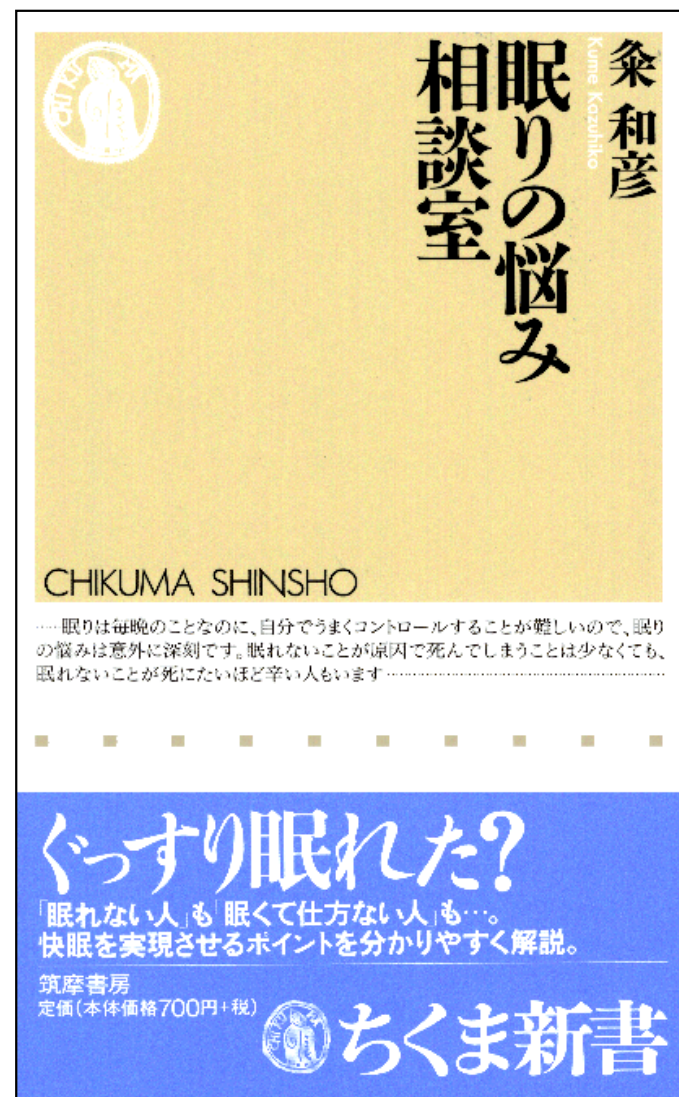 粂 和彦
Kume Kazuhiko
眠りの悩み
相談室
CHIKUMA SHINSHO
……眠りは毎晩のことなのに、自分でうまくコントロールすることが難しいので、眠り
の悩みは意外に深刻です。眠れないことが原因で死んでしまうことは少なくても、
眠れないことが死にたいほど辛い人もいます……………………………………
ぐっすり眠れた?
「眠れない人」も「眠くて仕方ない人」も…。
快眠を実現させるポイントを分かりやすく解説。
筑摩書房
定価(本体価格700円+税)
ちくま新書